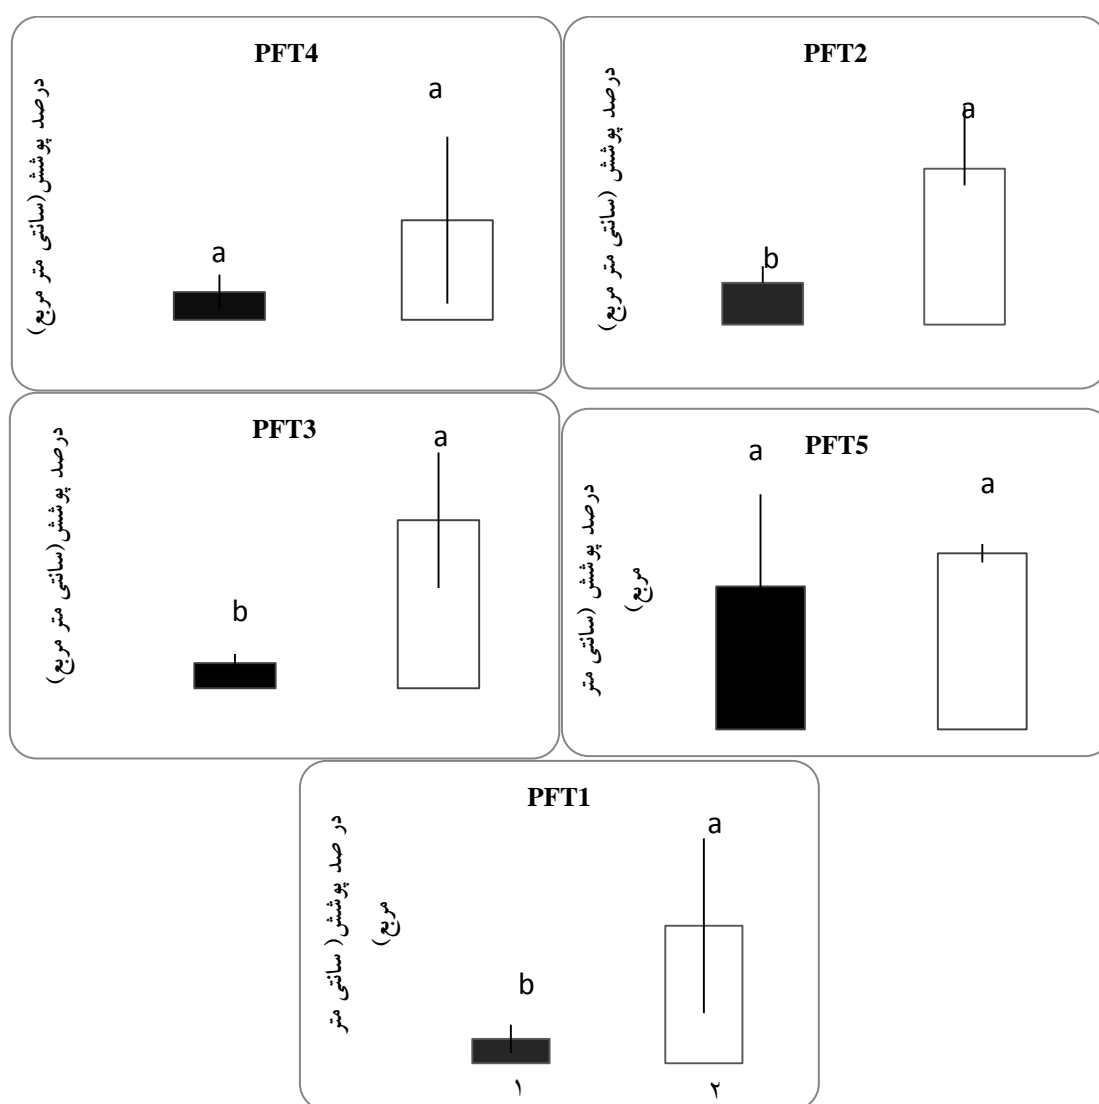 PFT4
درصد پوشش(سانتی متر مربع)
a
a
PFT2
درصد پوشش (سانتی متر مربع)
b
a
PFT3
درصد پوشش(سانتی متر مربع)
b
a
PFT5
درصد پوشش (سانتی متر
مربع)
a
a
PFT1
در صد پوشش( سانتی متر
مربع)
b
a
۱
۲